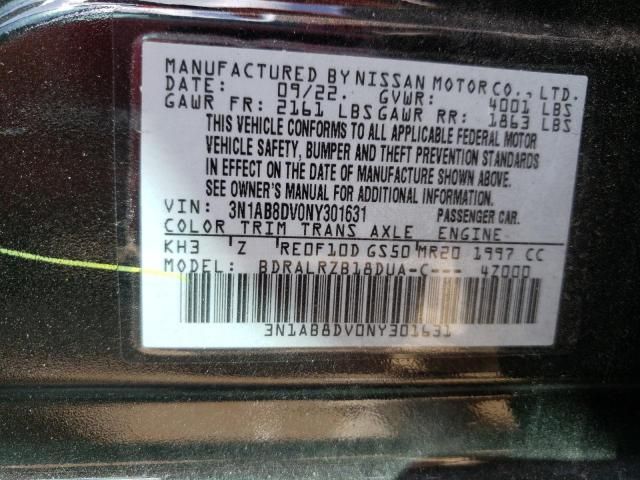 MANUFACTURED BY NISSAN MOTOR CO., LTD.
DATE: 09/22. GVWR: 4001 LBS
GAWR FR: 2161 LBS GAWR RR: 1863 LBS
THIS VEHICLE CONFORMS TO ALL APPLICABLE FEDERAL MOTOR
VEHICLE SAFETY, BUMPER AND THEFT PREVENTION STANDARDS
IN EFFECT ON THE DATE OF MANUFACTURE SHOWN ABOVE.
SEE OWNER'S MANUAL FOR ADDITIONAL INFORMATION.
VIN: 3N1AB8DV0NY301631 PASSENGER CAR.
COLOR TRIM TRANS AXLE ENGINE
KH3 Z RE0F10D GS50 MR20 1997 CC
MODEL: BDRALRZB18DUA-C--- 47000
3N1AB8DV0NY301631